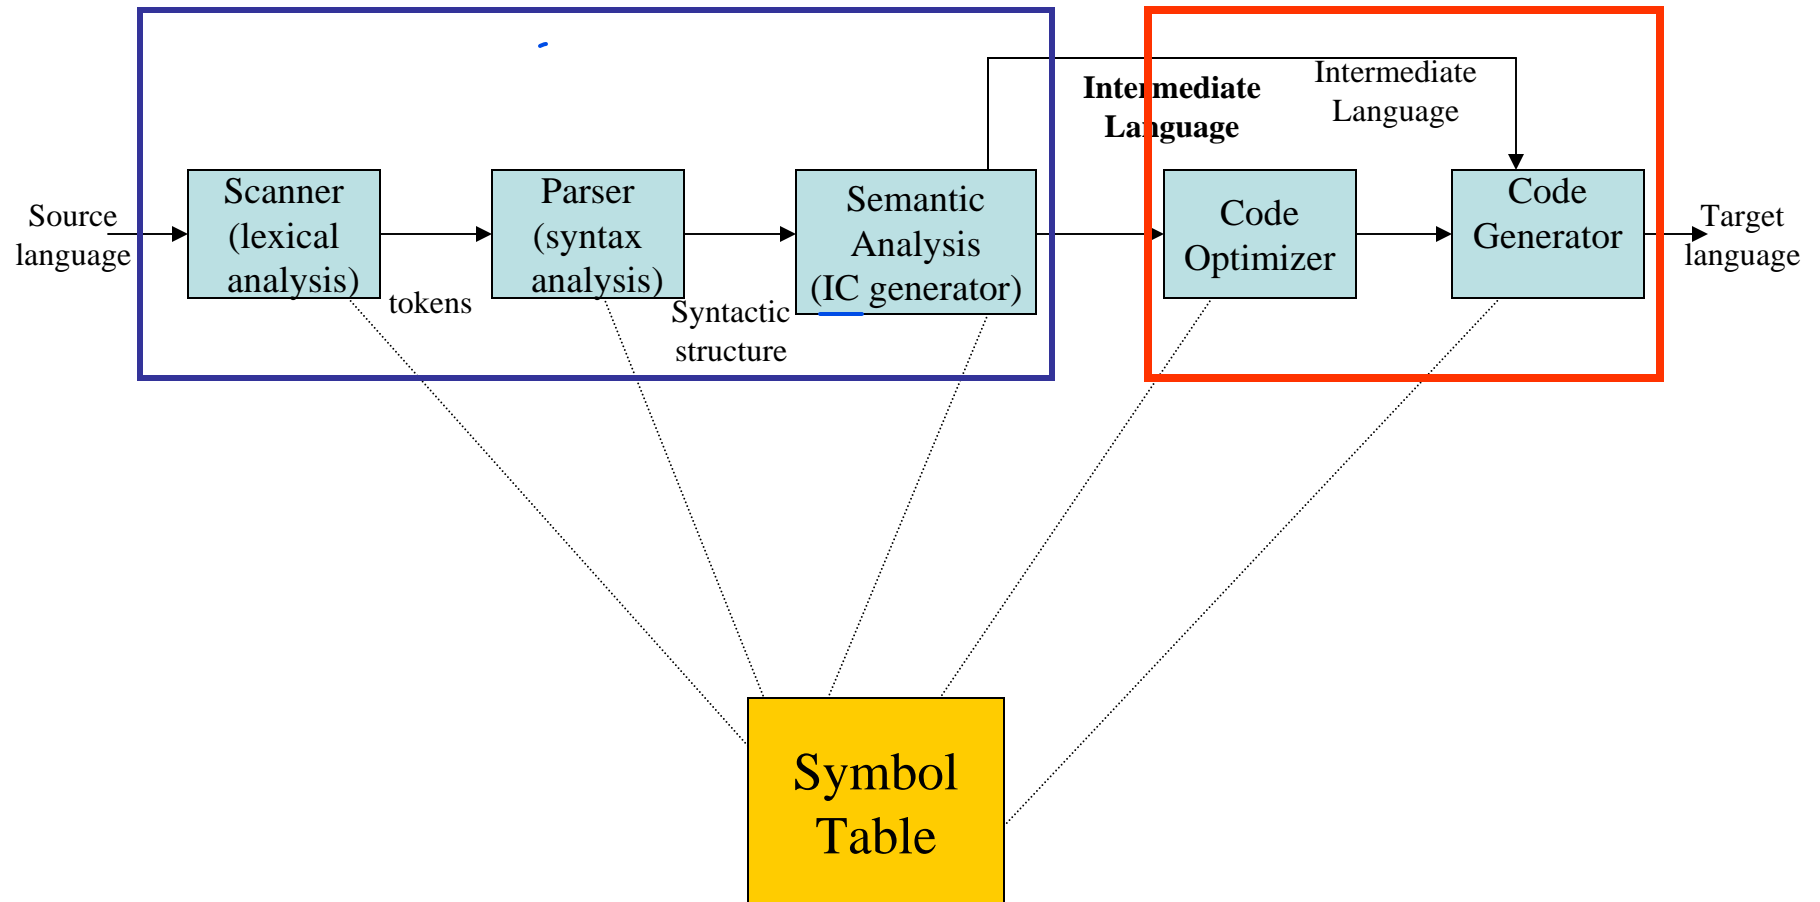 Source
language
Scanner
(lexical
analysis)
tokens
Parser
(syntax
analysis)
Syntactic
structure
Semantic
Analysis
(IC generator)
Intermediate
Language
Intermediate
Language
Code
Optimizer
Code
Generator
Target
language
Symbol
Table